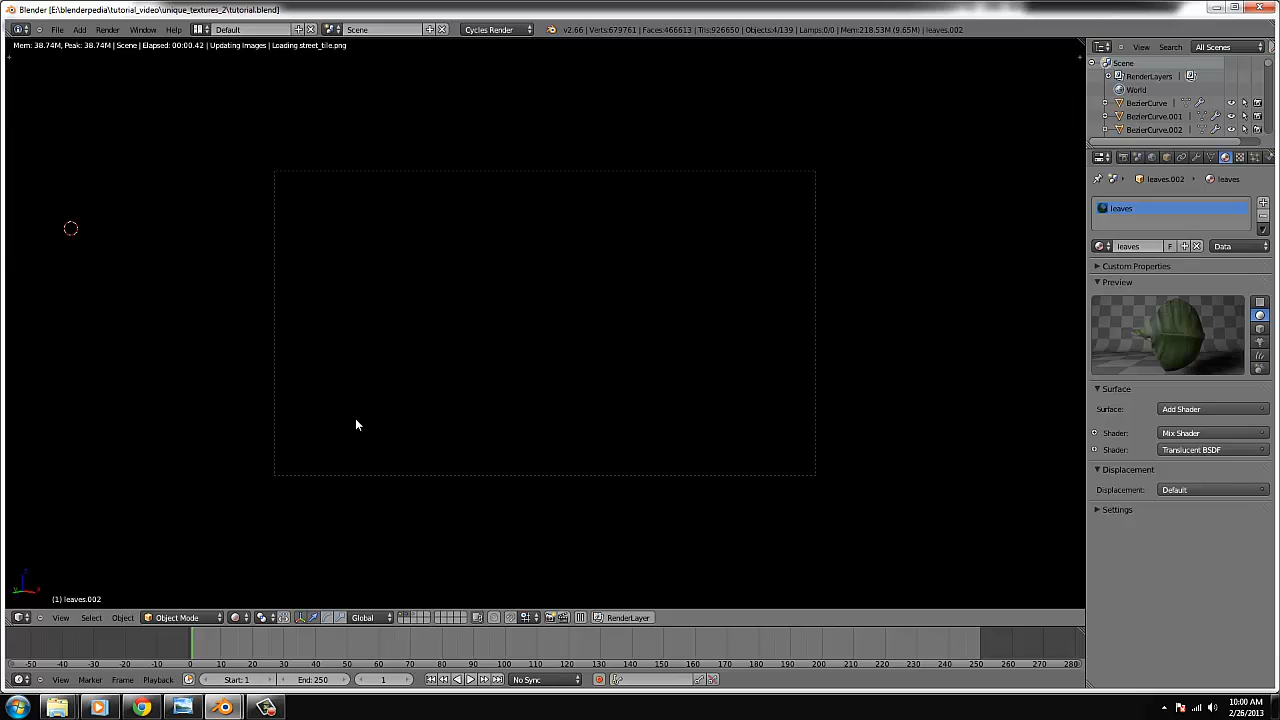 Blender [E:\blenderpedia\tutorial_video\unique_textures_2\tutorial.blend]
File Add Render Window Help Default Scene Cycles Render v2.66 | Verts:679761 | Faces:466613 | Tris:926650 | Objects:4/139 | Lamps:0/0 | Mem:218.53M (9.65M) | leaves.002
Mem: 38.74M, Peak: 38.74M | Scene | Elapsed: 00:00.42 | Updating Images | Loading street_tile.png
View Search All Scenes
Scene
RenderLayers
World
BezierCurve
BezierCurve.001
BezierCurve.002
leaves.002 leaves
leaves
leaves F Data
Custom Properties
Preview
Surface
Surface: Add Shader
Shader: Mix Shader
Shader: Translucent BSDF
Displacement
Displacement: Default
Settings
(1) leaves.002
View Select Object Object Mode Global RenderLayer
-50 -40 -30 -20 -10 0 10 20 30 40 50 60 70 80 90 100 110 120 130 140 150 160 170 180 190 200 210 220 230 240 250 260 270 280
View Marker Frame Playback Start: 1 End: 250 1 No Sync
10:00 AM
2/26/2013